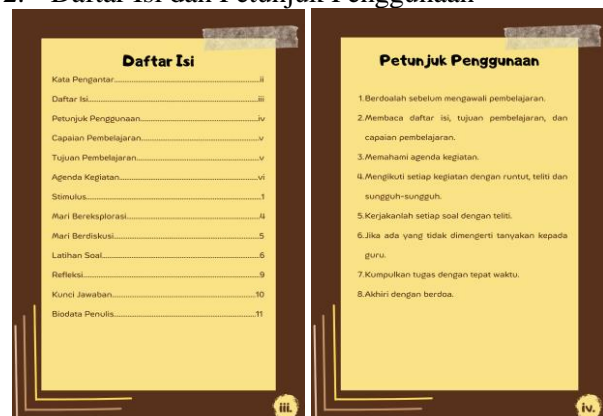 2. Daftar Isi dan Petunjuk Penggunaan
Daftar Isi
Kata Pengantar..........ii
Daftar Isi..........iii
Petunjuk Penggunaan..........iv
Capaian Pembelajaran..........v
Tujuan Pembelajaran..........v
Agenda Kegiatan..........vi
Stimulus..........1
Mari Bereksplorasi..........4
Mari Berdiskusi..........5
Latihan Soal..........6
Refleksi..........9
Kunci Jawaban..........10
Biodata Penulis..........11
iii.
Petunjuk Penggunaan
1.Berdoalah sebelum mengawali pembelajaran.
2.Membaca daftar isi, tujuan pembelajaran, dan
capaian pembelajaran.
3.Memahami agenda kegiatan.
4.Mengikuti setiap kegiatan dengan runtut, teliti dan
sungguh-sungguh.
5.Kerjakanlah setiap soal dengan teliti.
6.Jika ada yang tidak dimengerti tanyakan kepada
guru.
7.Kumpulkan tugas dengan tepat waktu.
8.Akhiri dengan berdoa.
iv.